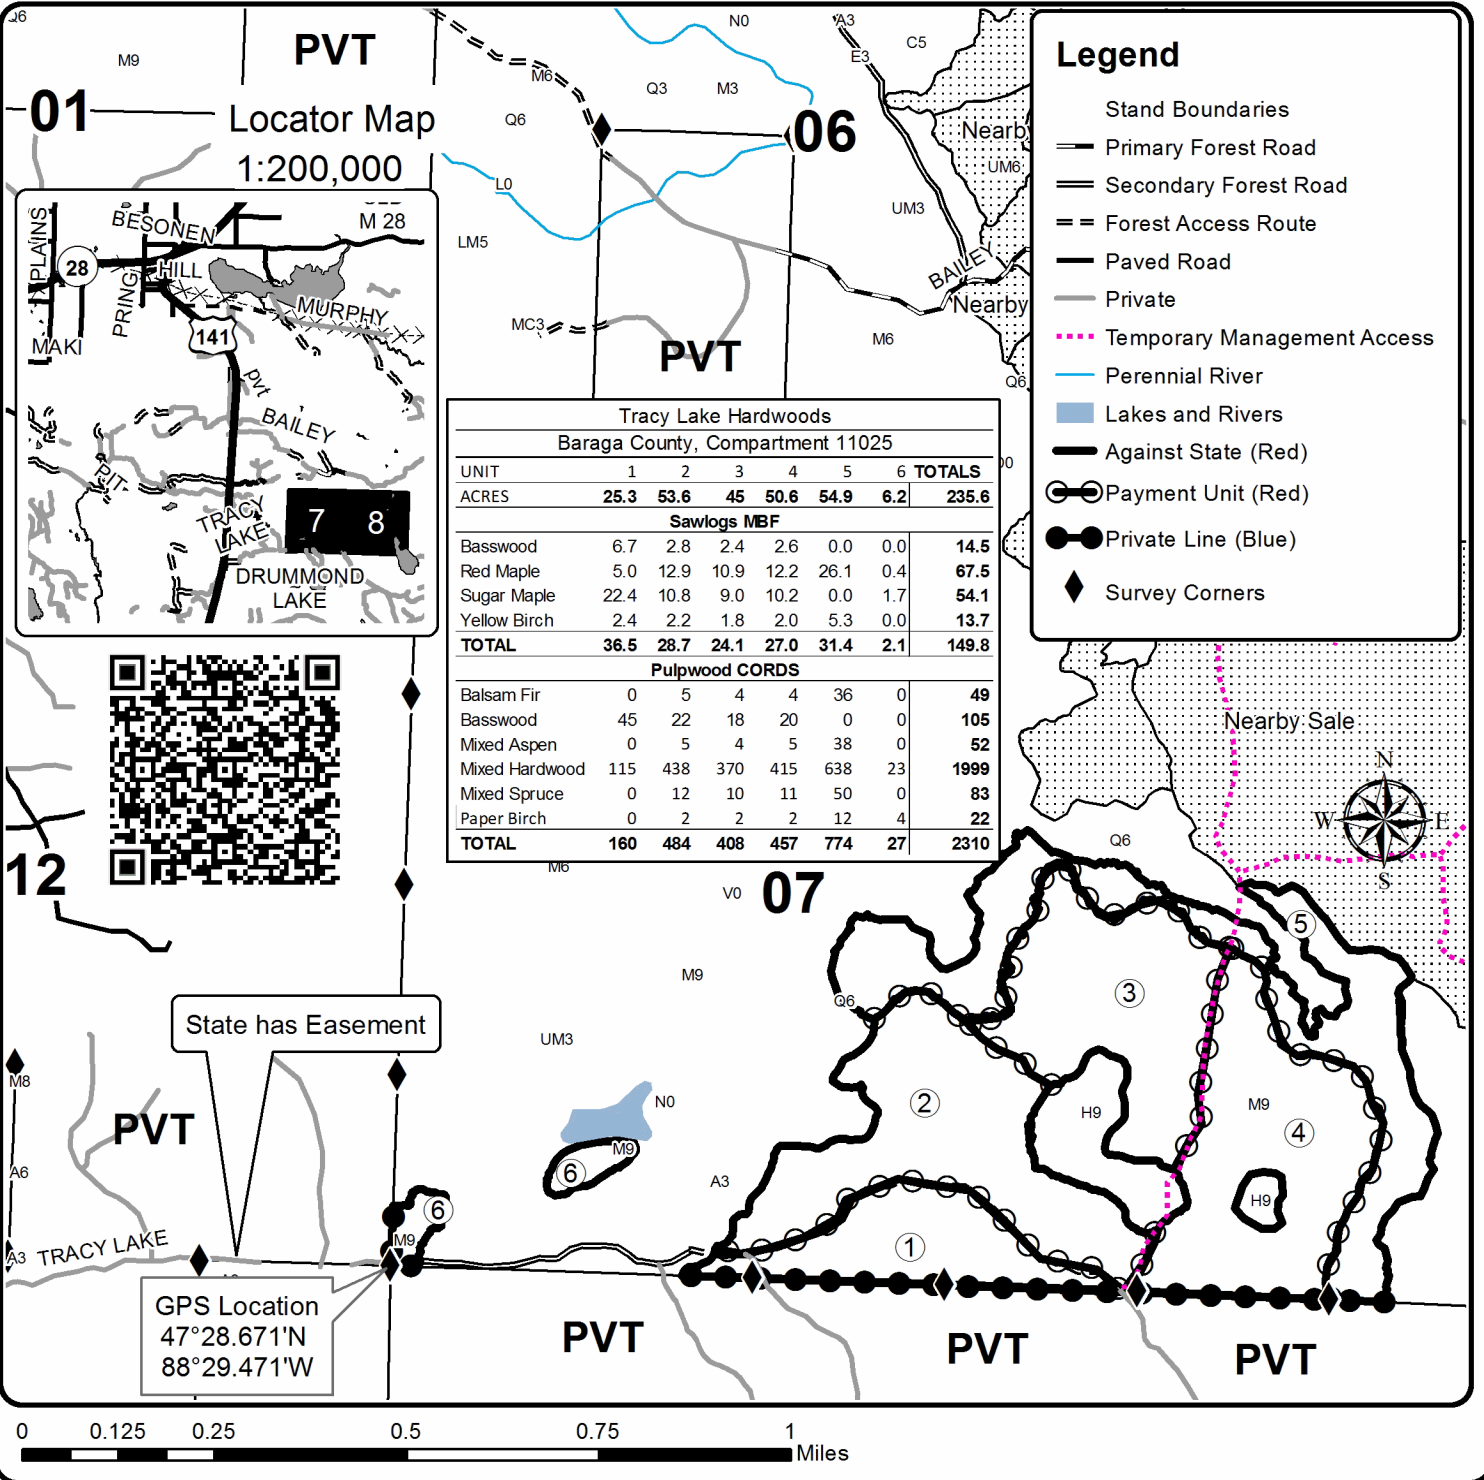 Q6
M9
PVT
01
Locator Map
1:200,000
M6
Q6
L0
LM5
MC3
Q3
M3
N0
06
PVT
A3
E3
C5
Nearby
UM6
UM3
BAILEY
Nearby
M6
Q6
Legend
Stand Boundaries
Primary Forest Road
Secondary Forest Road
Forest Access Route
Paved Road
Private
Temporary Management Access
Perennial River
Lakes and Rivers
Against State (Red)
Payment Unit (Red)
Private Line (Blue)
Survey Corners
PLAINS
BESONEN
M 28
28
HILL
PRING
MURPHY
141
MAKI
pvt
BAILEY
PIT
TRACY
LAKE
7 8
DRUMMOND
LAKE
Tracy Lake Hardwoods
Baraga County, Compartment 11025
UNIT 1 2 3 4 5 6 TOTALS
ACRES 25.3 53.6 45 50.6 54.9 6.2 235.6
Sawlogs MBF
Basswood 6.7 2.8 2.4 2.6 0.0 0.0 14.5
Red Maple 5.0 12.9 10.9 12.2 26.1 0.4 67.5
Sugar Maple 22.4 10.8 9.0 10.2 0.0 1.7 54.1
Yellow Birch 2.4 2.2 1.8 2.0 5.3 0.0 13.7
TOTAL 36.5 28.7 24.1 27.0 31.4 2.1 149.8
Pulpwood CORDS
Balsam Fir 0 5 4 4 36 0 49
Basswood 45 22 18 20 0 0 105
Mixed Aspen 0 5 4 5 38 0 52
Mixed Hardwood 115 438 370 415 638 23 1999
Mixed Spruce 0 12 10 11 50 0 83
Paper Birch 0 2 2 2 12 4 22
TOTAL 160 484 408 457 774 27 2310
Nearby Sale
N
W E
S
Q6
12
M6
V0
07
M9
Q6
5
3
State has Easement
UM3
M8
PVT
N0
M9
6
2
H9
M9
4
A6
A3
H9
6
M9
1
A3
TRACY LAKE
GPS Location
47°28.671'N
88°29.471'W
PVT
PVT
PVT
0 0.125 0.25 0.5 0.75 1
Miles